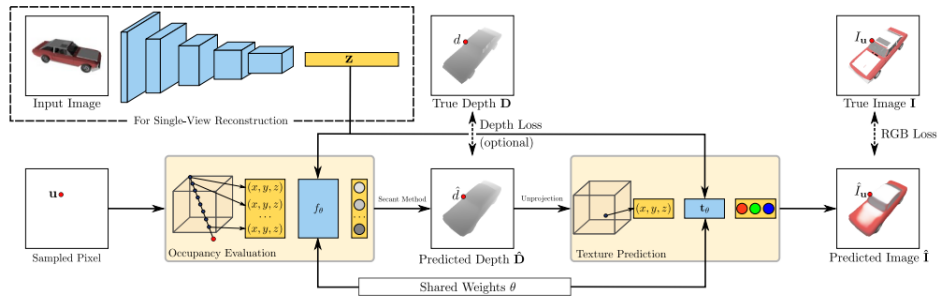 Input Image
z
For Single-View Reconstruction
d
True Depth D
Depth Loss
(optional)
I_u
True Image I
RGB Loss
u
Sampled Pixel
(x, y, z)
(x, y, z)
...
(x, y, z)
f_θ
...
Occupancy Evaluation
Secant Method
d̂
Predicted Depth D̂
Unprojection
(x, y, z)
t_θ
Texture Prediction
Î_u
Predicted Image Î
Shared Weights θ